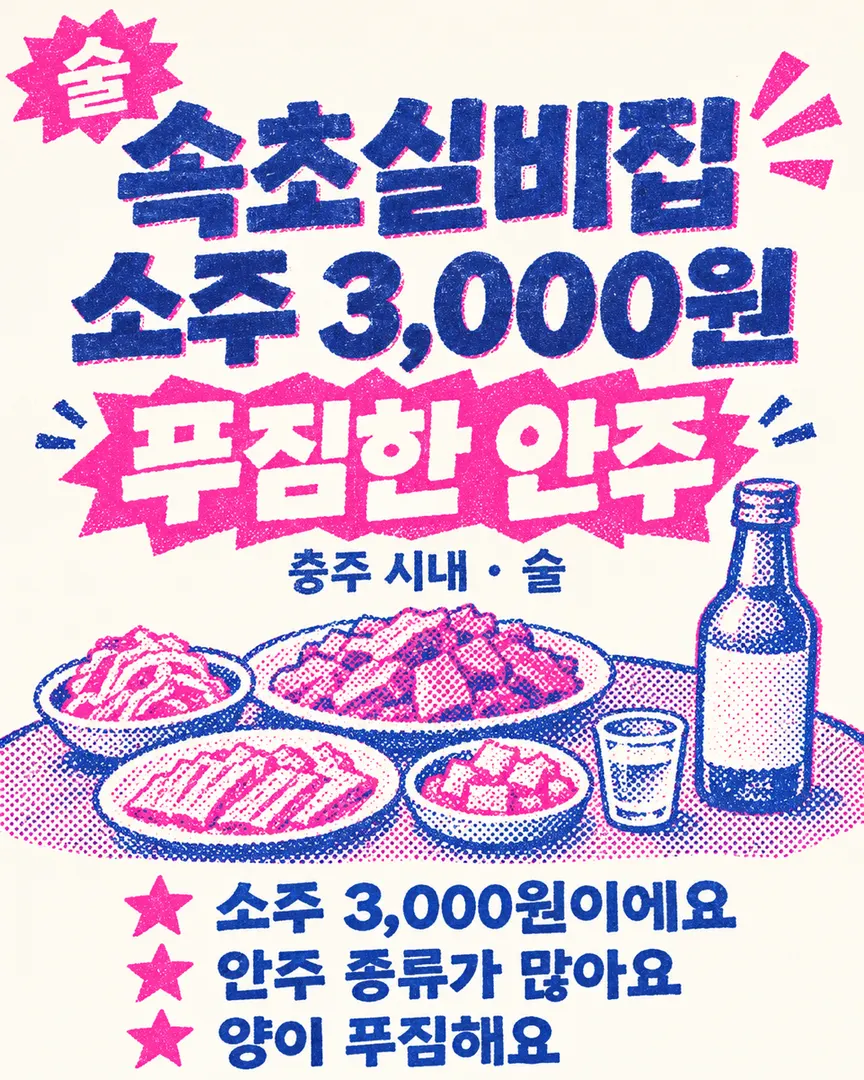 술
속초실비집
소주 3,000원
푸짐한 안주
충주 시내 · 술
소주 3,000원이에요
안주 종류가 많아요
양이 푸짐해요